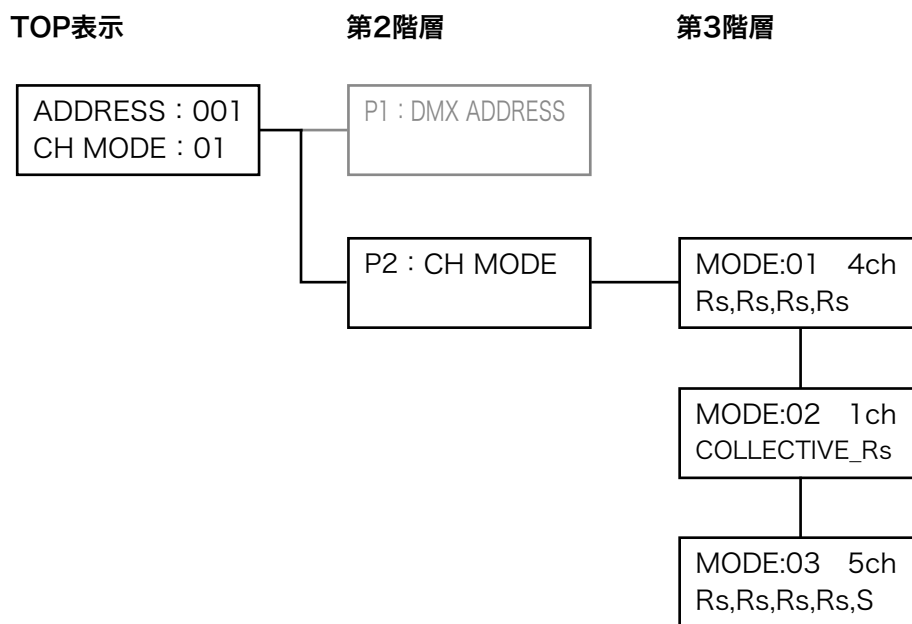 TOP表示
第2階層
第3階層
ADDRESS：001
CH MODE：01
P1：DMX ADDRESS
P2：CH MODE
MODE:01 4ch
Rs,Rs,Rs,Rs
MODE:02 1ch
COLLECTIVE_Rs
MODE:03 5ch
Rs,Rs,Rs,Rs,S